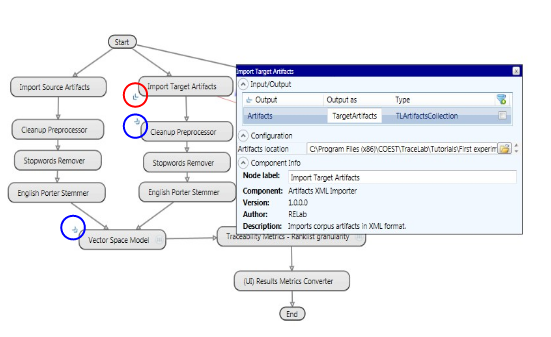 Start
Import Source Artifacts
Import Target Artifacts
Cleanup Preprocessor
Cleanup Preprocessor
Stopwords Remover
Stopwords Remover
English Porter Stemmer
English Porter Stemmer
Vector Space Model
Traceability Metrics - Ranklist granularity
(UI) Results Metrics Converter
End
Import Target Artifacts
Input/Output
Output Output as Type
Artifacts TargetArtifacts TLArtifactsCollection
Configuration
Artifacts location C:\Program Files (x86)\COEST\TraceLab\Tutorials\First experim
Component Info
Node label: Import Target Artifacts
Component: Artifacts XML Importer
Version: 1.0.0.0
Author: RELab
Description: Imports corpus artifacts in XML format.